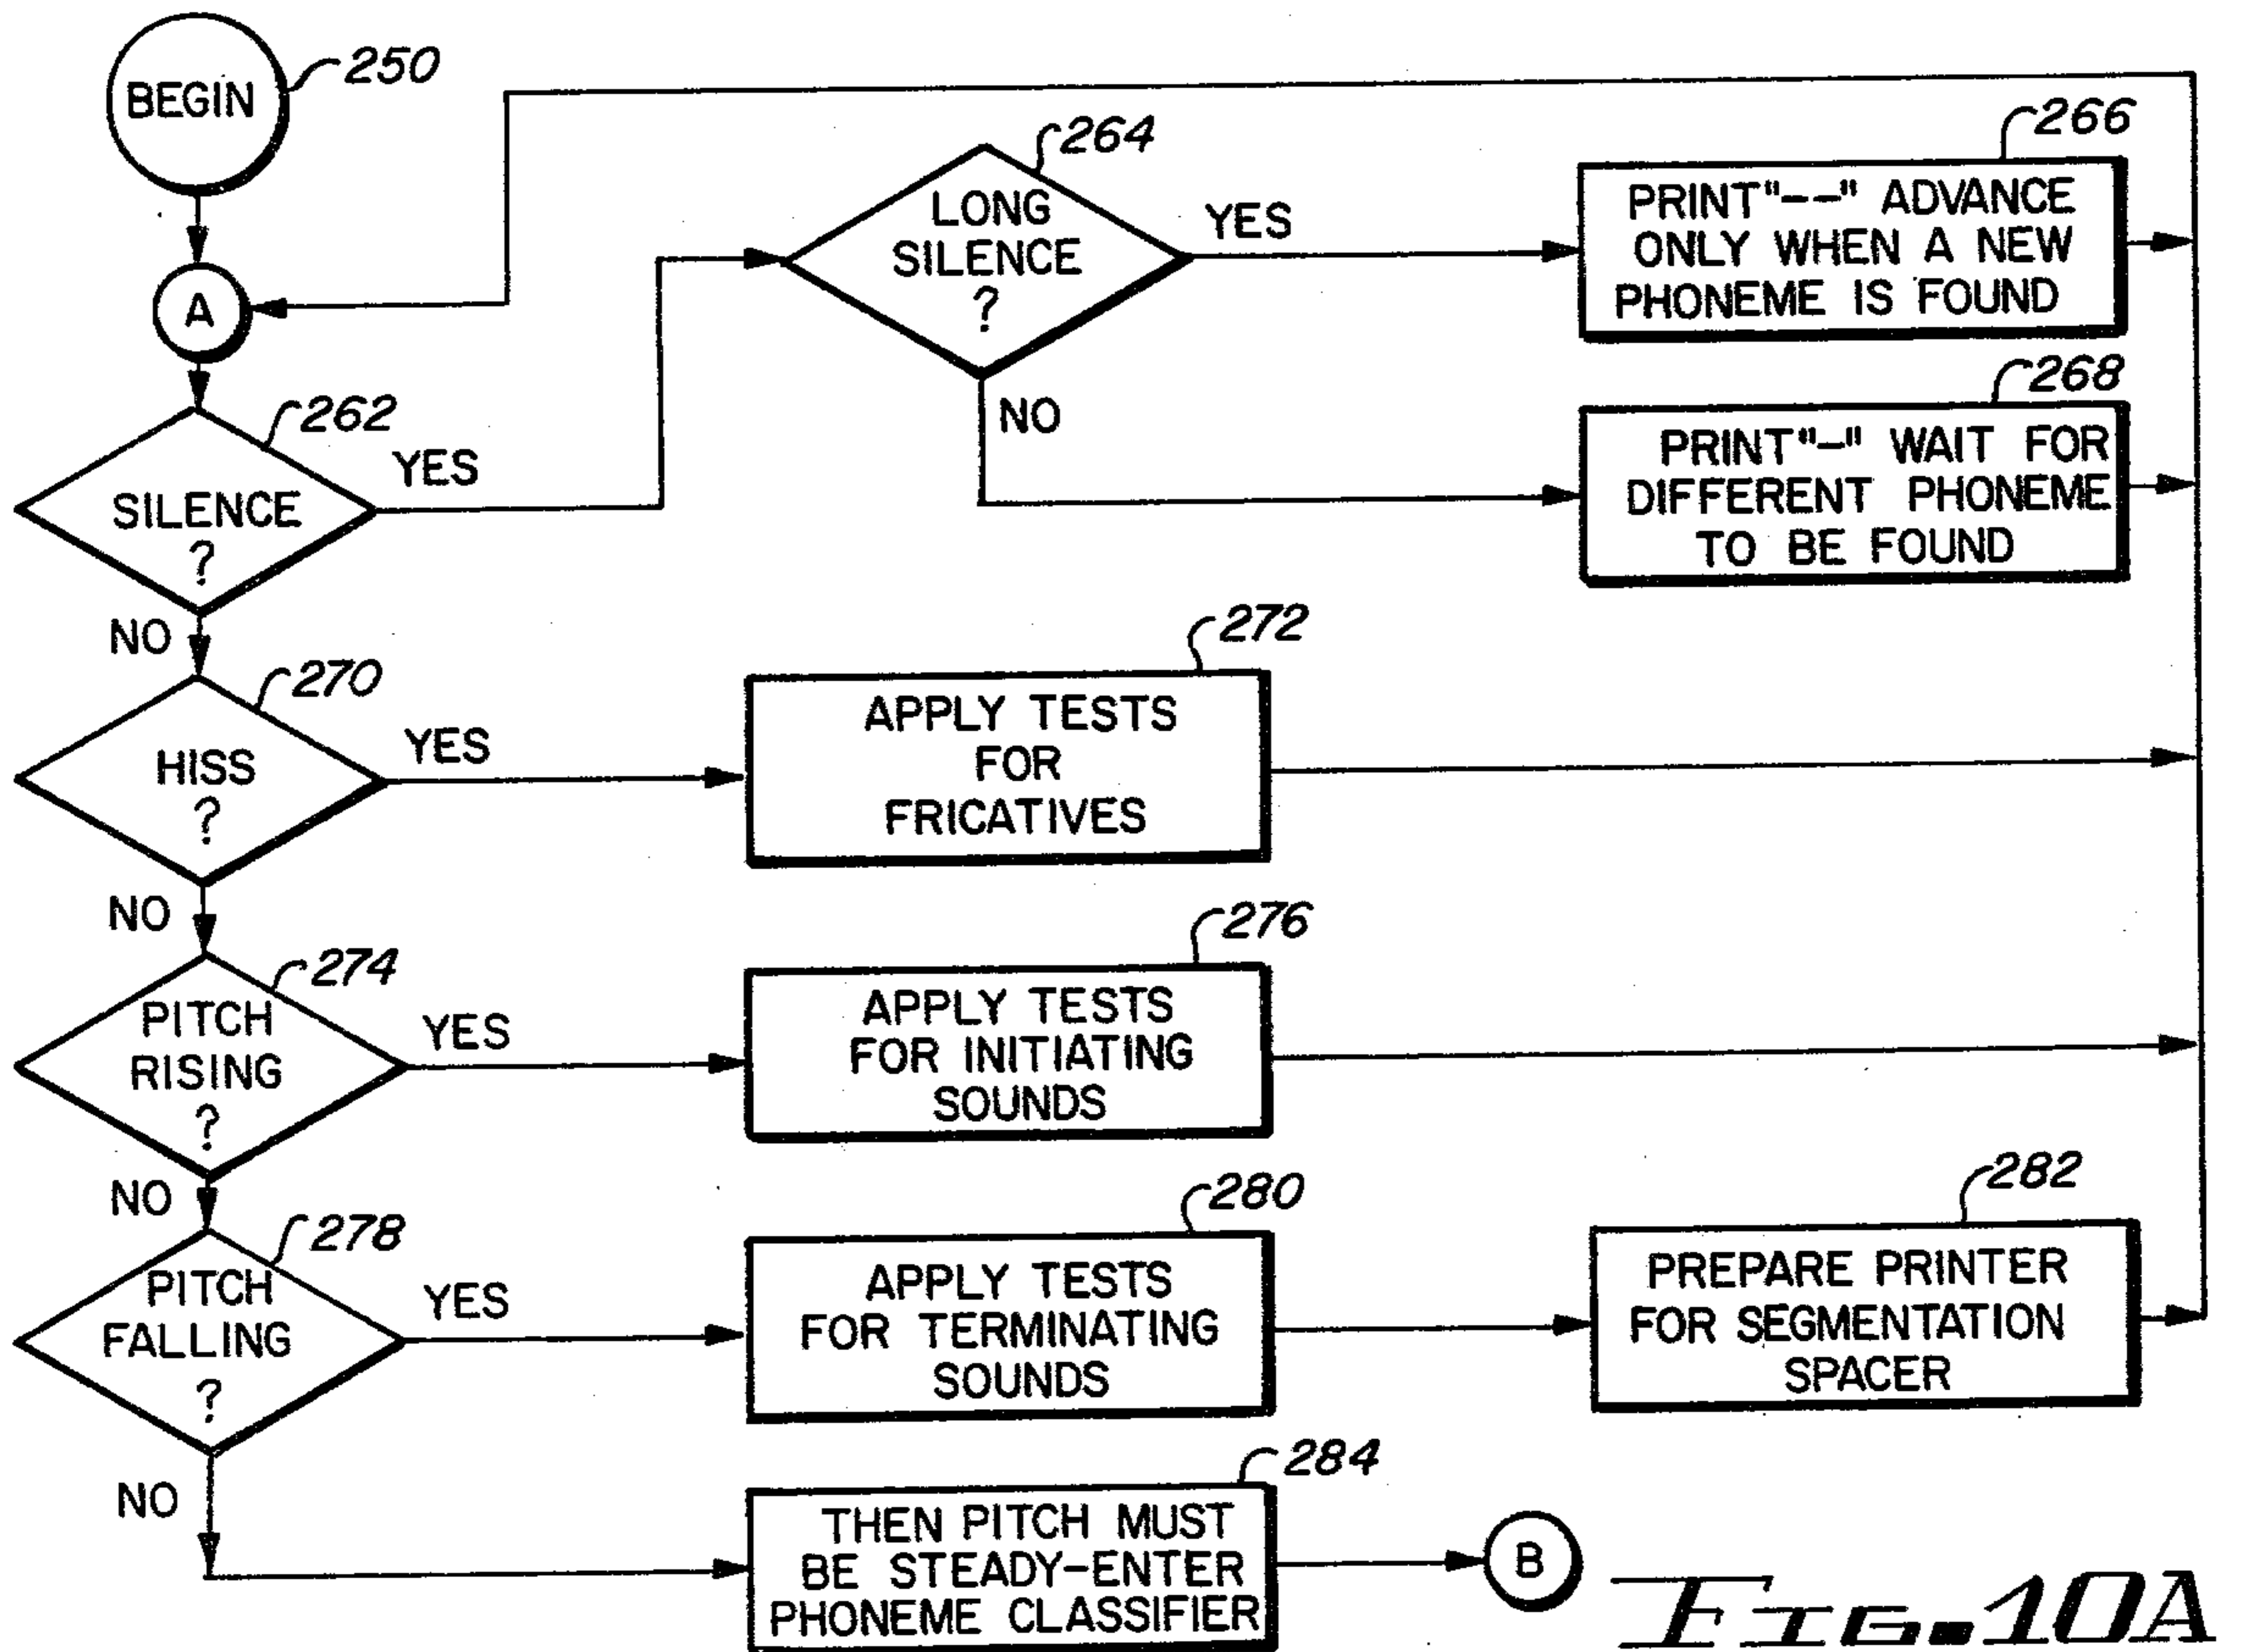 BEGIN
250
A
262
SILENCE
?
YES
NO
264
LONG
SILENCE
?
YES
NO
266
PRINT"--" ADVANCE
ONLY WHEN A NEW
PHONEME IS FOUND
268
PRINT"-" WAIT FOR
DIFFERENT PHONEME
TO BE FOUND
270
HISS
?
YES
NO
272
APPLY TESTS
FOR
FRICATIVES
274
PITCH
RISING
?
YES
NO
276
APPLY TESTS
FOR INITIATING
SOUNDS
278
PITCH
FALLING
?
YES
NO
280
APPLY TESTS
FOR TERMINATING
SOUNDS
282
PREPARE PRINTER
FOR SEGMENTATION
SPACER
284
THEN PITCH MUST
BE STEADY-ENTER
PHONEME CLASSIFIER
B
FIG.10A